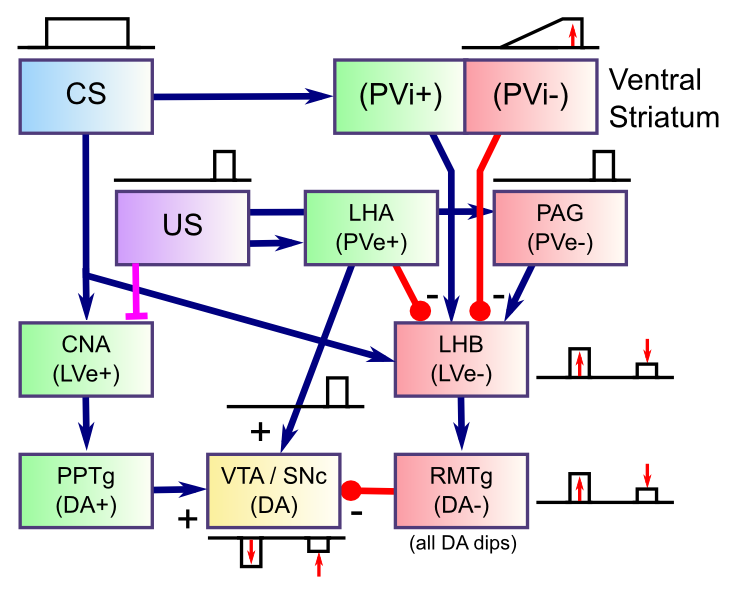 CS
(PVi+)
(PVi-)
Ventral
Striatum
US
LHA
(PVe+)
PAG
(PVe-)
-
-
CNA
(LVe+)
LHB
(LVe-)
+
PPTg
(DA+)
+
VTA / SNc
(DA)
-
RMTg
(DA-)
(all DA dips)